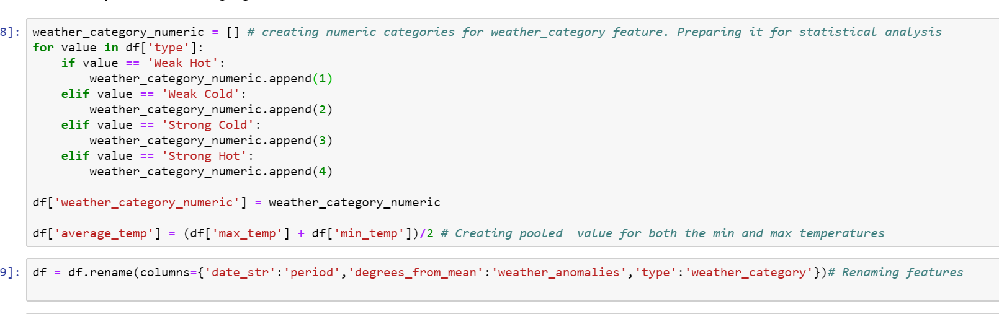 8]: weather_category_numeric = [] # creating numeric categories for weather_category feature. Preparing it for statistical analysis
for value in df['type']:
    if value == 'Weak Hot':
        weather_category_numeric.append(1)
    elif value == 'Weak Cold':
        weather_category_numeric.append(2)
    elif value == 'Strong Cold':
        weather_category_numeric.append(3)
    elif value == 'Strong Hot':
        weather_category_numeric.append(4)
df['weather_category_numeric'] = weather_category_numeric
df['average_temp'] = (df['max_temp'] + df['min_temp'])/2 # Creating pooled  value for both the min and max temperatures
9]: df = df.rename(columns={'date_str':'period','degrees_from_mean':'weather_anomalies','type':'weather_category'})# Renaming features